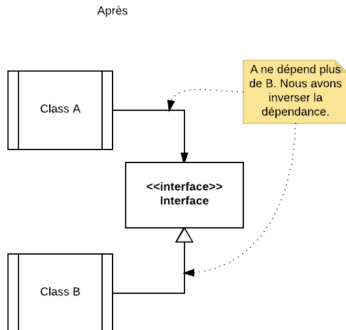 Après
A ne dépend plus
de B. Nous avons
inverser la
dépendance.
Class A
<<interface>>
Interface
Class B